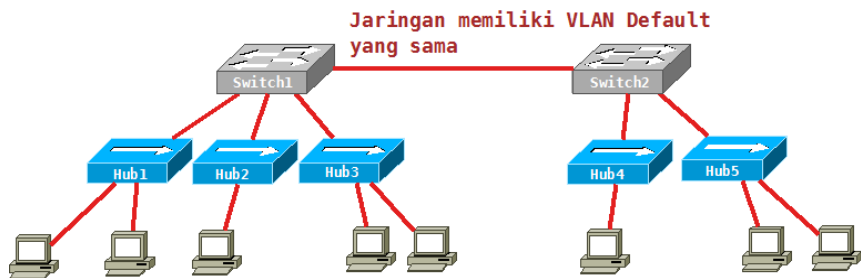 Jaringan memiliki VLAN Default
yang sama
Switch1
Switch2
Hub1
Hub2
Hub3
Hub4
Hub5